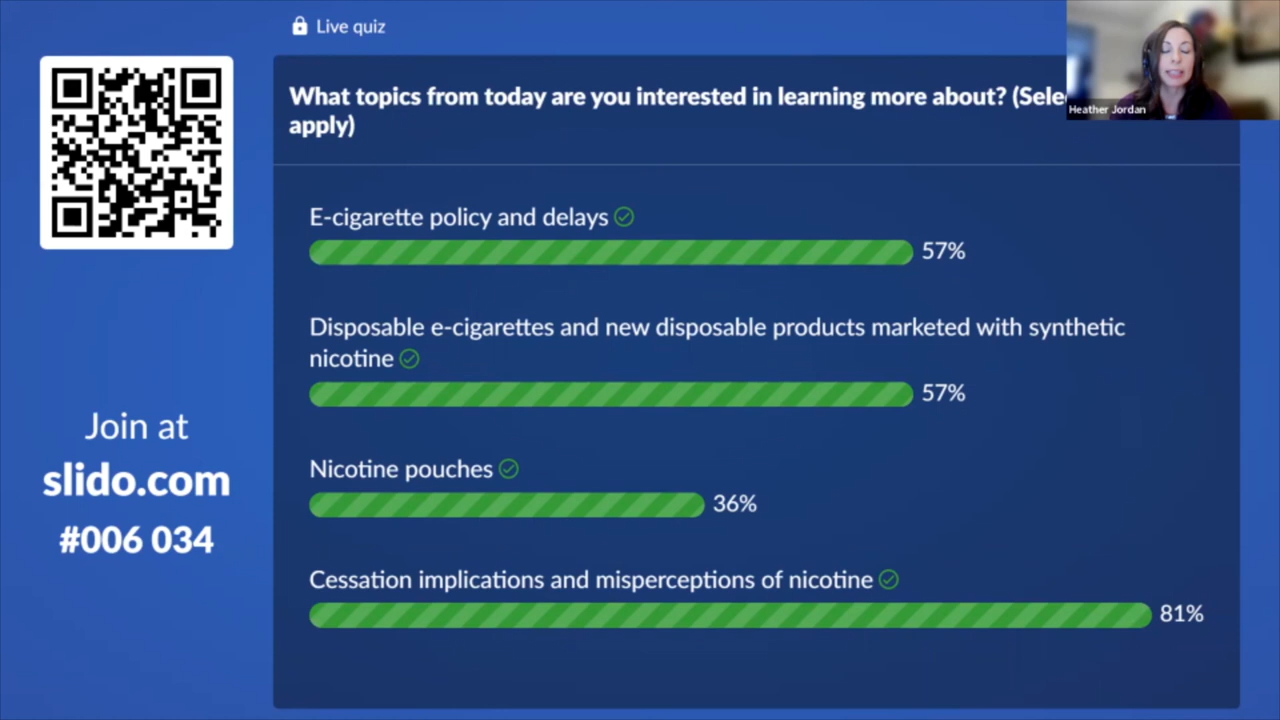 Live quiz
What topics from today are you interested in learning more about? (
apply)
Heather Jordan
E-cigarette policy and delays
57%
Disposable e-cigarettes and new disposable products marketed with synthetic
nicotine
57%
Nicotine pouches
36%
Cessation implications and misperceptions of nicotine
81%
Join at
slido.com
#006 034